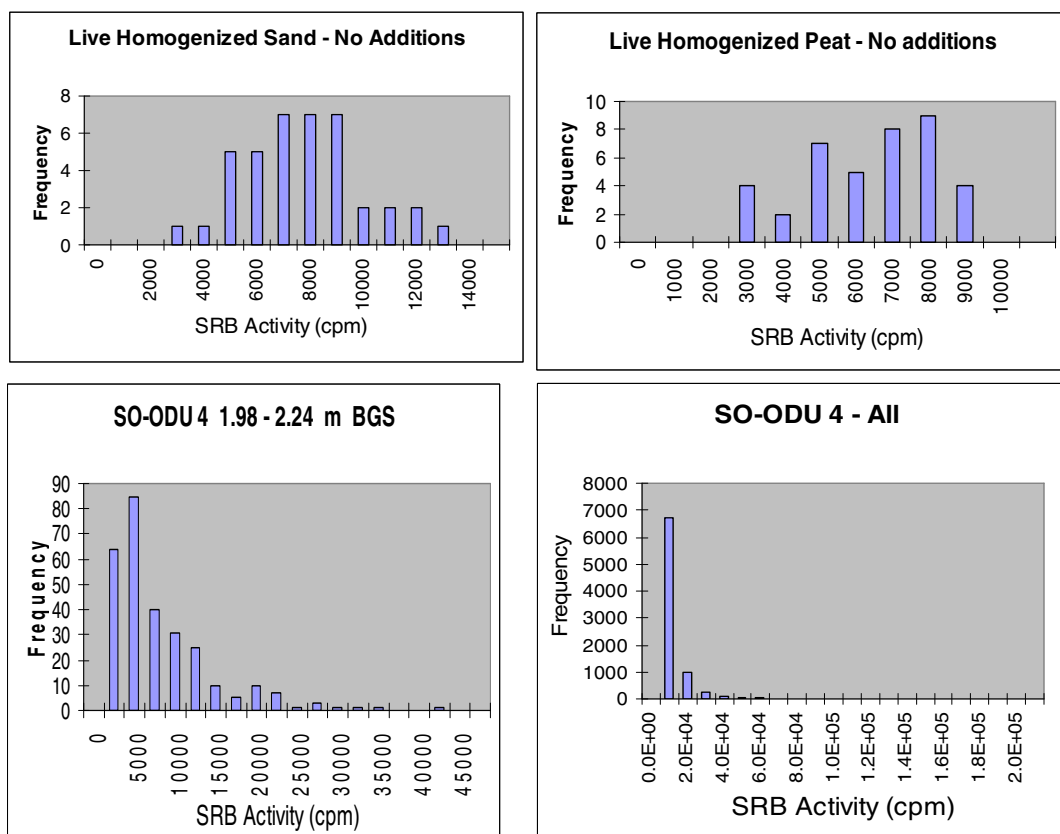 Live Homogenized Sand - No Additions
8
6
4
2
0
Frequency
0
2000
4000
6000
8000
10000
12000
14000
SRB Activity (cpm)
Live Homogenized Peat - No additions
10
8
6
4
2
0
Frequency
0
1000
2000
3000
4000
5000
6000
7000
8000
9000
10000
SRB Activity (cpm)
SO-ODU 4 1.98 - 2.24 m BGS
90
80
70
60
50
40
30
20
10
0
Frequency
0
5000
10000
15000
20000
25000
30000
35000
40000
45000
SRB Activity (cpm)
SO-ODU 4 - All
8000
7000
6000
5000
4000
3000
2000
1000
0
Frequency
0.0E+00
2.0E+04
4.0E+04
6.0E+04
8.0E+04
1.0E+05
1.2E+05
1.4E+05
1.6E+05
1.8E+05
2.0E+05
SRB Activity (cpm)